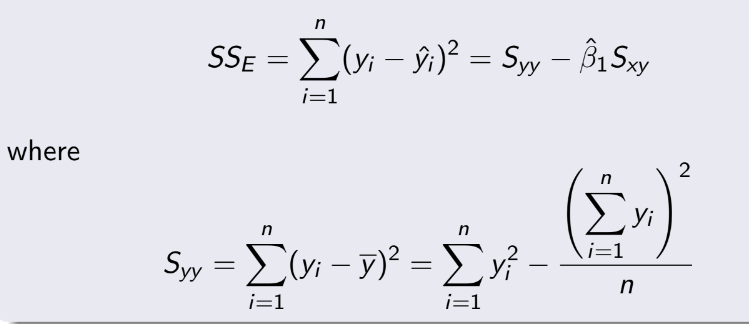 $SS_E = \sum_{i=1}^{n} (y_i - \hat{y}_i)^2 = S_{yy} - \hat{\beta}_1 S_{xy}$
where
$S_{yy} = \sum_{i=1}^{n} (y_i - \overline{y})^2 = \sum_{i=1}^{n} y_i^2 - \frac{\left(\sum_{i=1}^{n} y_i\right)^2}{n}$